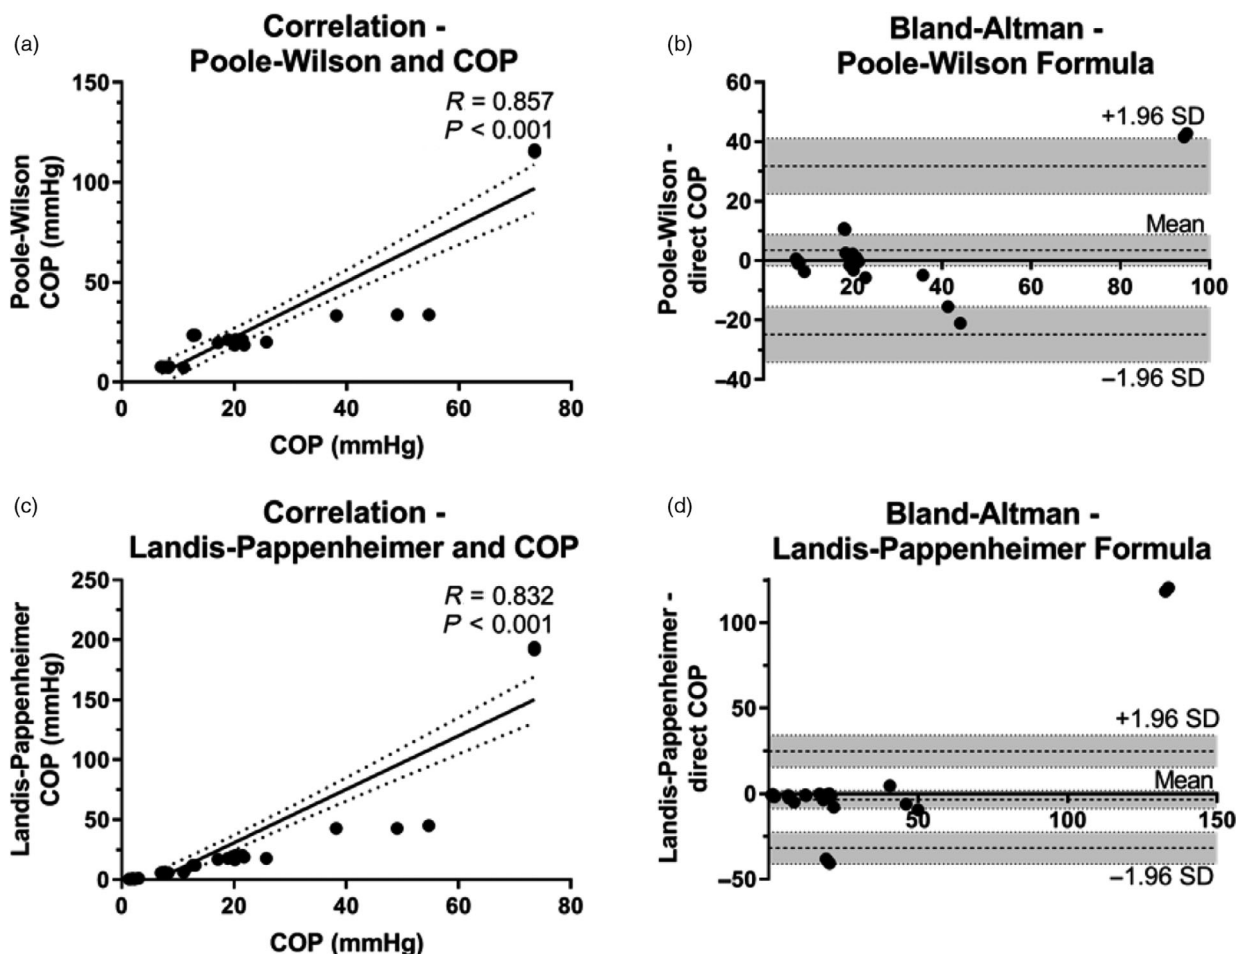 (a)
Correlation -
Poole-Wilson and COP
150
100
50
0
R = 0.857
P < 0.001
Poole-Wilson
COP (mmHg)
0 20 40 60 80
COP (mmHg)
(b)
Bland-Altman -
Poole-Wilson Formula
60
40
20
0
−20
−40
+1.96 SD
Mean
20 40 60 80 100
−1.96 SD
Poole-Wilson -
direct COP
(c)
Correlation -
Landis-Pappenheimer and COP
250
200
150
100
50
0
R = 0.832
P < 0.001
Landis-Pappenheimer
COP (mmHg)
0 20 40 60 80
COP (mmHg)
(d)
Bland-Altman -
Landis-Pappenheimer Formula
100
50
0
−50
+1.96 SD
Mean
50 100 150
−1.96 SD
Landis-Pappenheimer -
direct COP